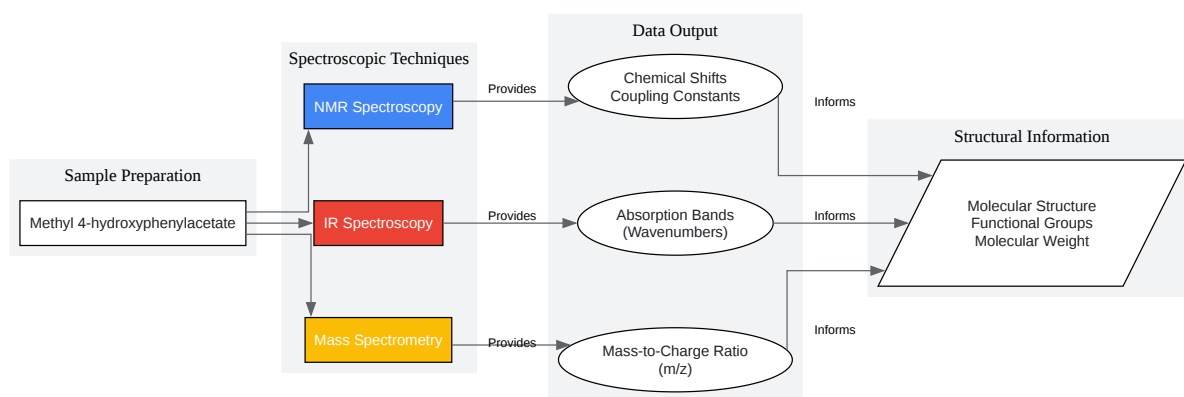 Sample Preparation
Methyl 4-hydroxyphenylacetate
Spectroscopic Techniques
NMR Spectroscopy
IR Spectroscopy
Mass Spectrometry
Provides
Provides
Provides
Data Output
Chemical Shifts
Coupling Constants
Absorption Bands
(Wavenumbers)
Mass-to-Charge Ratio
(m/z)
Informs
Informs
Informs
Structural Information
Molecular Structure
Functional Groups
Molecular Weight